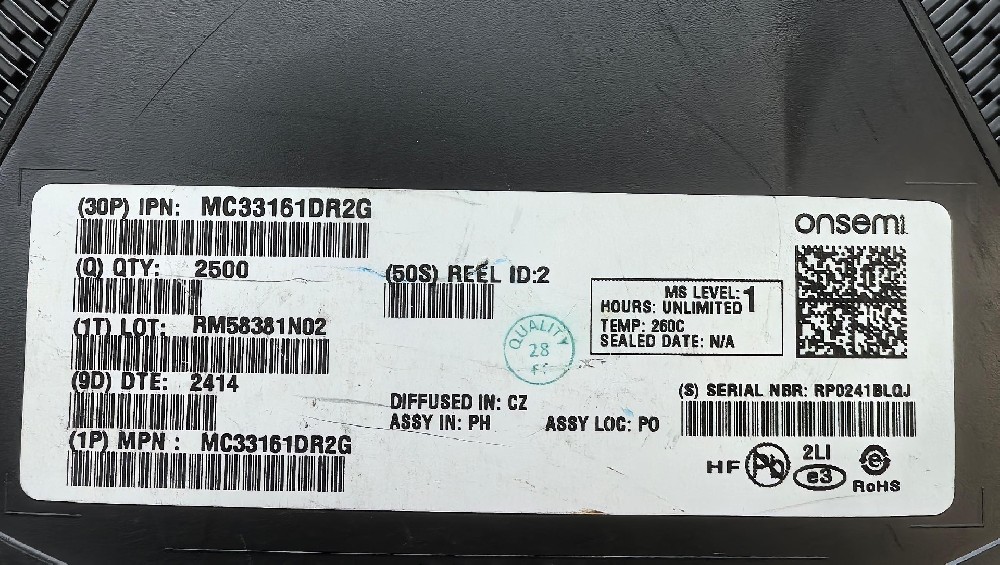 (30P) IPN: MC33161DR2G
onsemi
(Q) QTY: 2500
(50S) REEL ID:2
MS LEVEL: 1
HOURS: UNLIMITED
TEMP: 260C
SEALED DATE: N/A
(1T) LOT: RM58381N02
QUALITY
28
(9D) DTE: 2414
DIFFUSED IN: CZ
ASSY IN: PH
ASSY LOC: PO
(S) SERIAL NBR: RP0241BLQJ
(1P) MPN : MC33161DR2G
HF
Pb
2LI
e3
RoHS